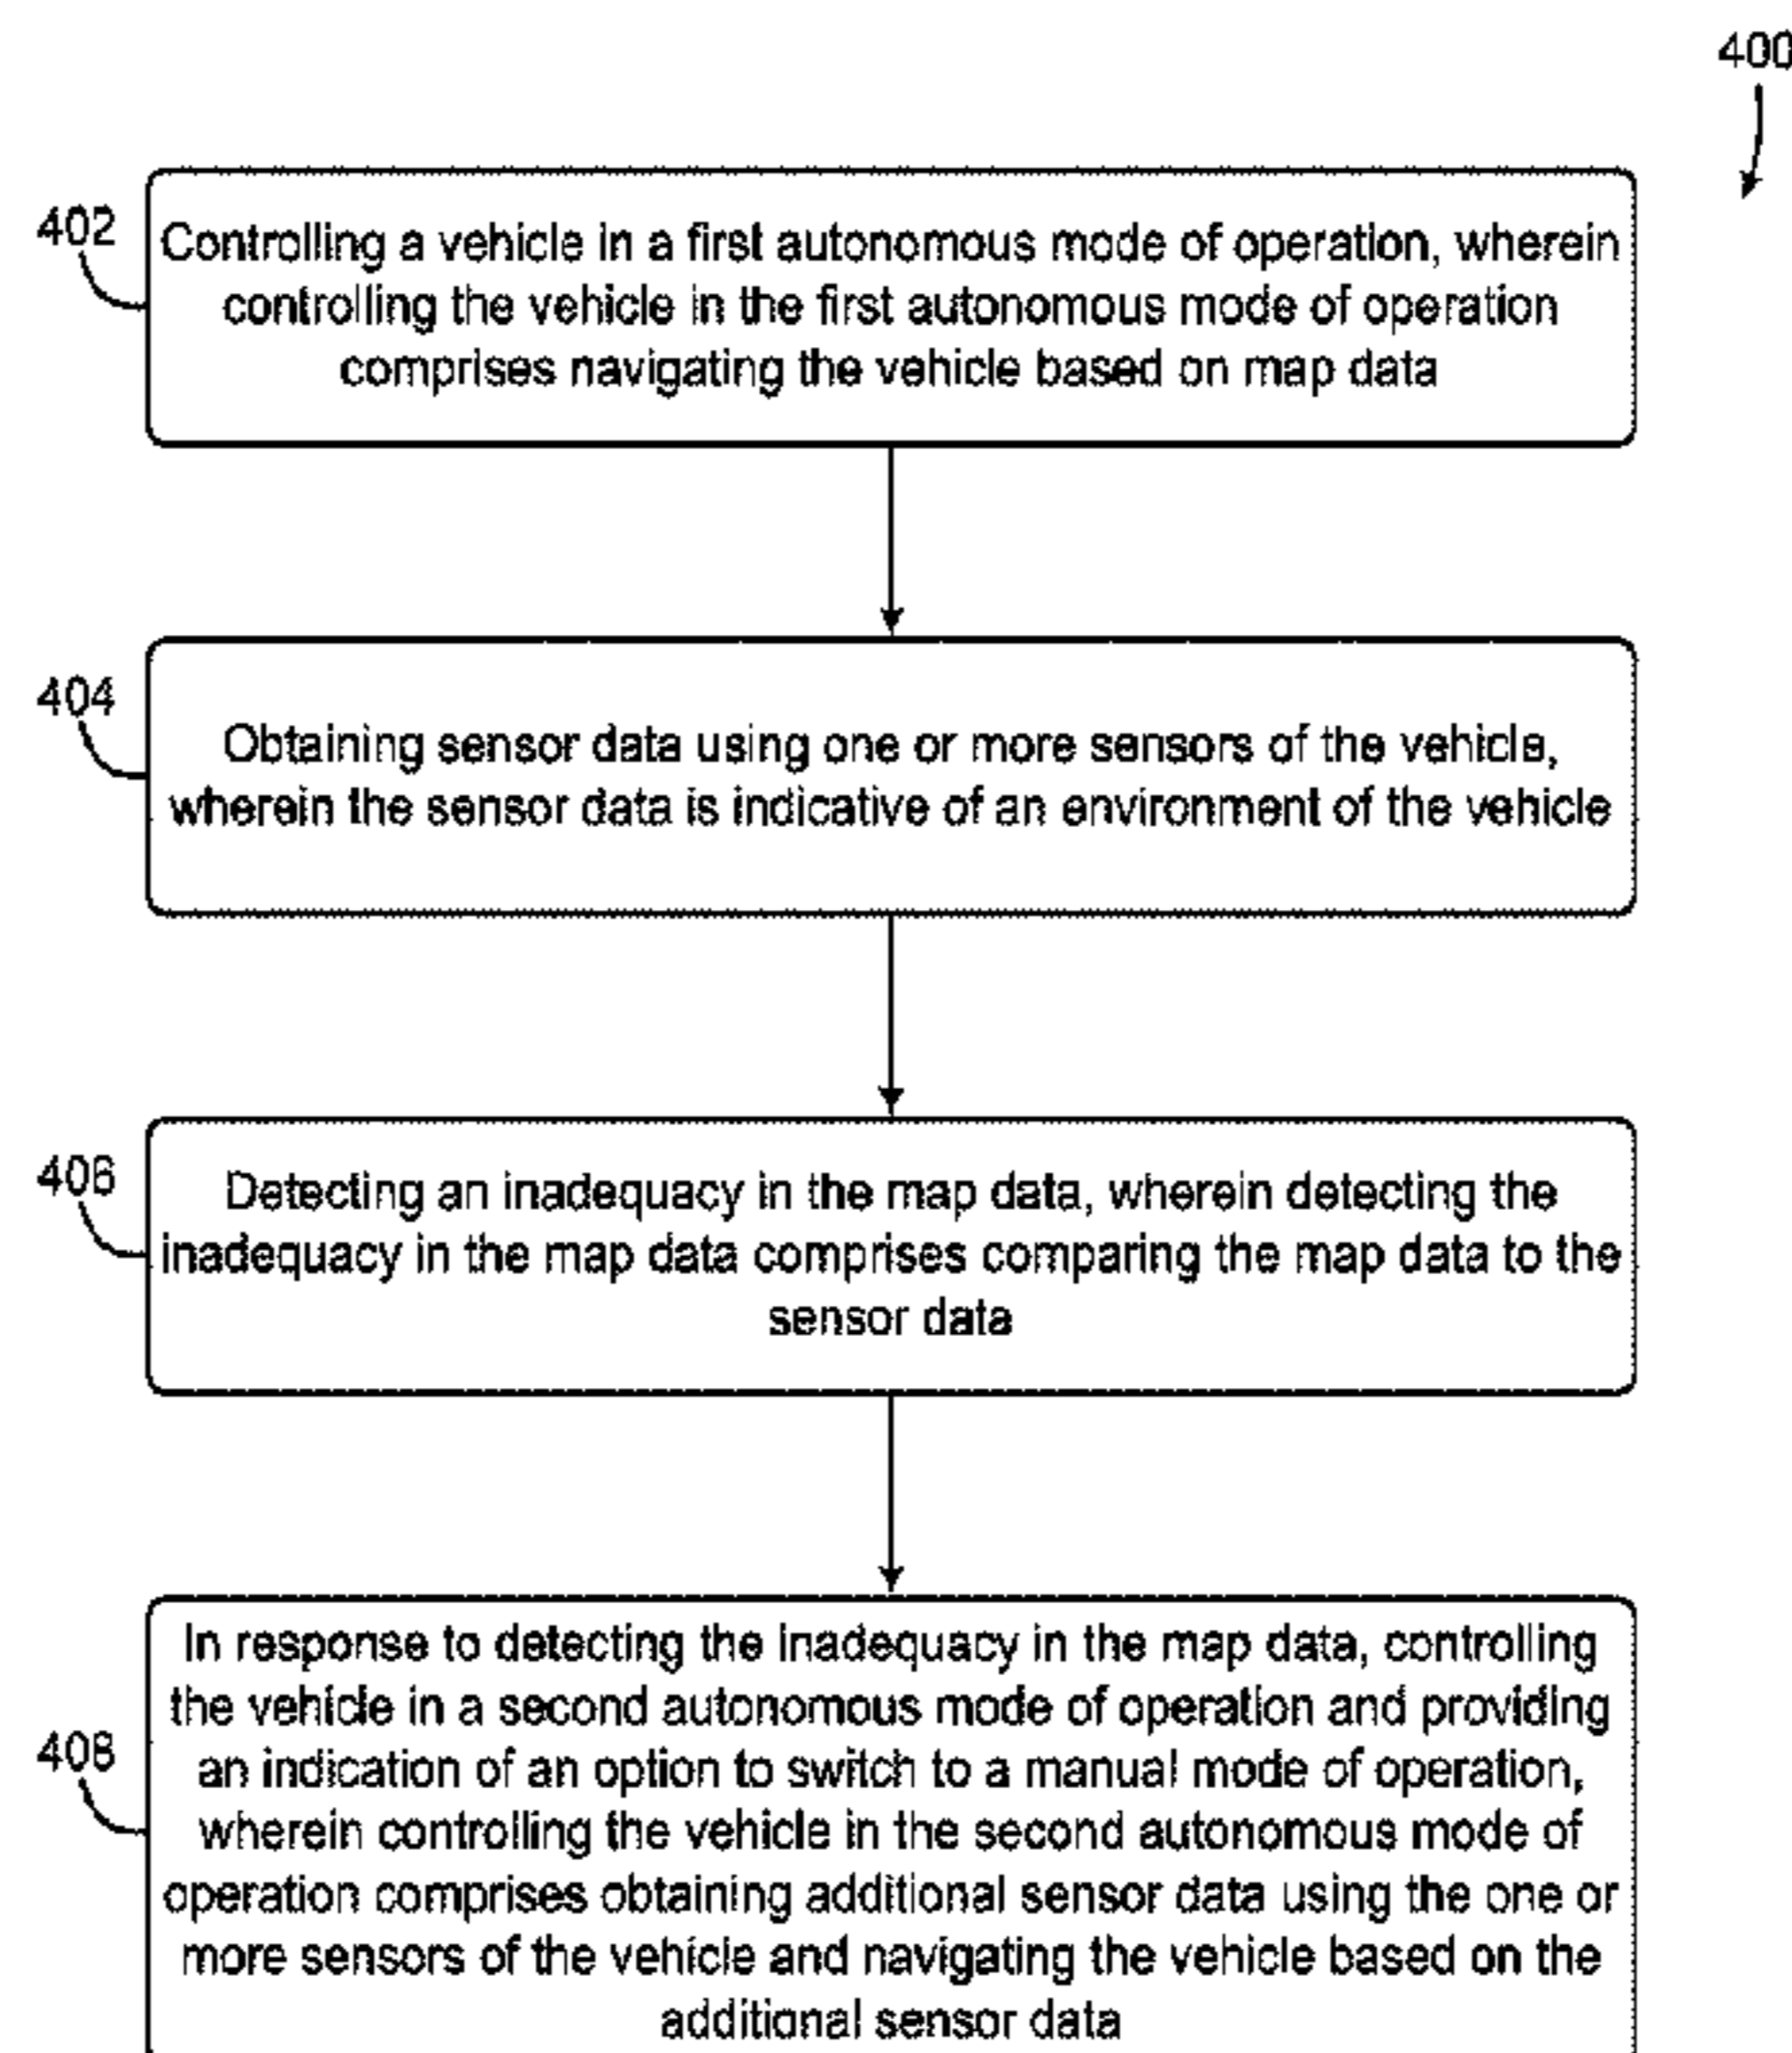 400
402
Controlling a vehicle in a first autonomous mode of operation, wherein
controlling the vehicle in the first autonomous mode of operation
comprises navigating the vehicle based on map data
404
Obtaining sensor data using one or more sensors of the vehicle,
wherein the sensor data is indicative of an environment of the vehicle
406
Detecting an inadequacy in the map data, wherein detecting the
inadequacy in the map data comprises comparing the map data to the
sensor data
408
In response to detecting the inadequacy in the map data, controlling
the vehicle in a second autonomous mode of operation and providing
an indication of an option to switch to a manual mode of operation,
wherein controlling the vehicle in the second autonomous mode of
operation comprises obtaining additional sensor data using the one or
more sensors of the vehicle and navigating the vehicle based on the
additional sensor data